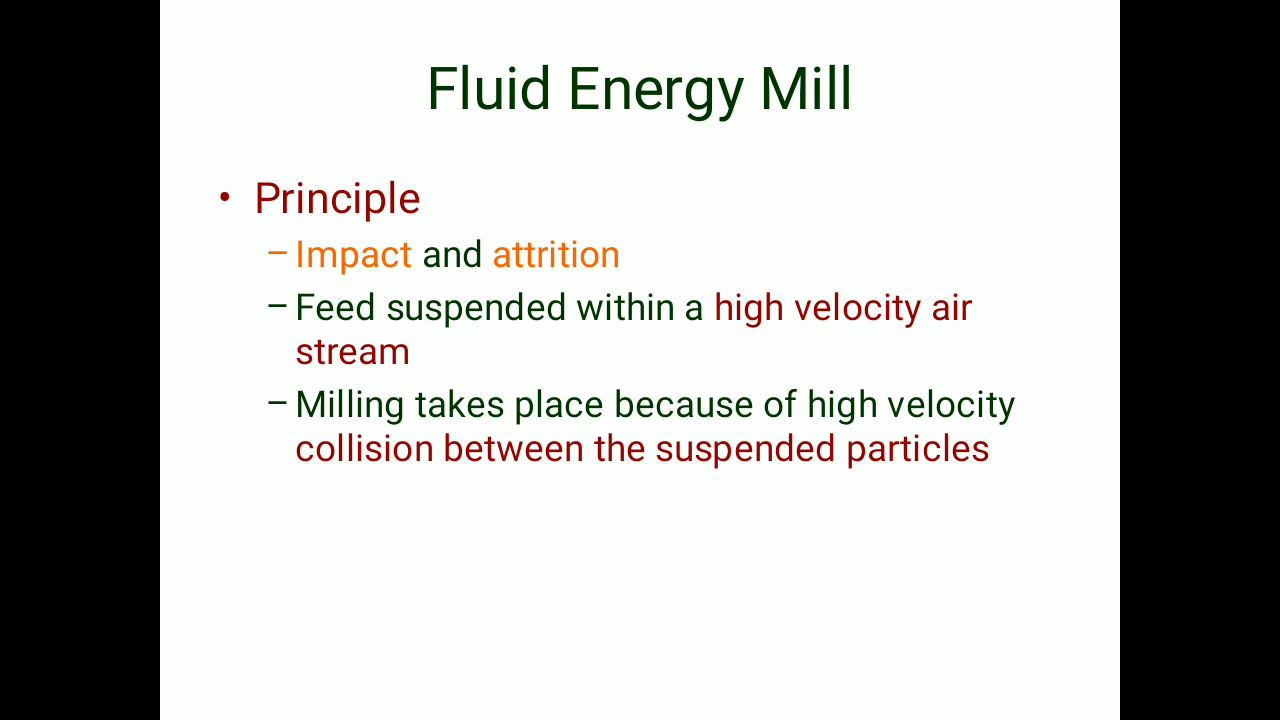 Fluid Energy Mill
• Principle
– Impact and attrition
– Feed suspended within a high velocity air
stream
– Milling takes place because of high velocity
collision between the suspended particles